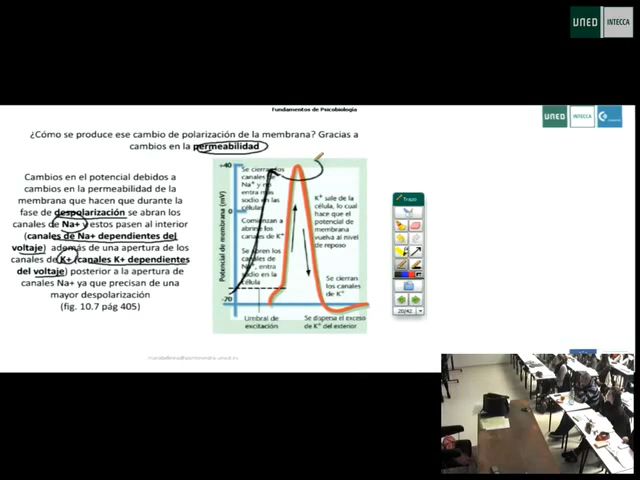 UNED
INTECCA
Fundamentos de Psicobiología
UNED
INTECCA
¿Cómo se produce ese cambio de polarización de la membrana? Gracias a
cambios en la permeabilidad
Cambios en el potencial debidos a
cambios en la permeabilidad de la
membrana que hacen que durante la
fase de despolarización se abran los
canales de Na+ y estos pasen al interior
(canales de Na+ dependientes del
voltaje) además de una apertura de los
canales de K+ (canales K+ dependientes
del voltaje) posterior a la apertura de
canales Na+ ya que precisan de una
mayor despolarización
(fig. 10.7 pág 405)
Potencial de membrana (mV)
+40
0
-70
Se cierran los
canales de
Na+ y no
entra más
sodio en las
células
Comienzan a
abrirse los
canales de K+
Se abren los
canales de
Na+, entra
sodio en la
célula
K+ sale de la
célula, lo cual
hace que el
potencial de
membrana
vuelva al nivel
de reposo
Se cierran
los canales
de K+
Umbral de
excitación
Se dispersa el exceso
de K+ del exterior
Trazo
20/42